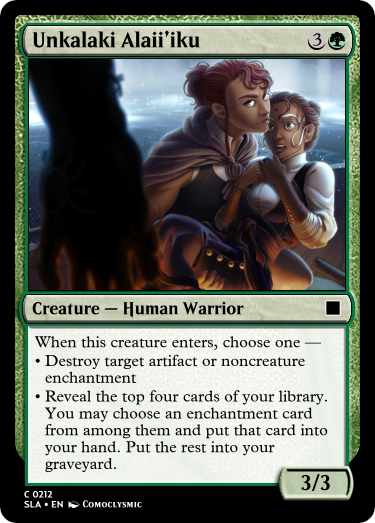 Unkalaki Alaii'iku 3
Creature — Human Warrior
When this creature enters, choose one —
• Destroy target artifact or noncreature
enchantment
• Reveal the top four cards of your library.
You may choose an enchantment card
from among them and put that card into
your hand. Put the rest into your
graveyard.
3/3
C 0212
SLA • EN Comoclysmic